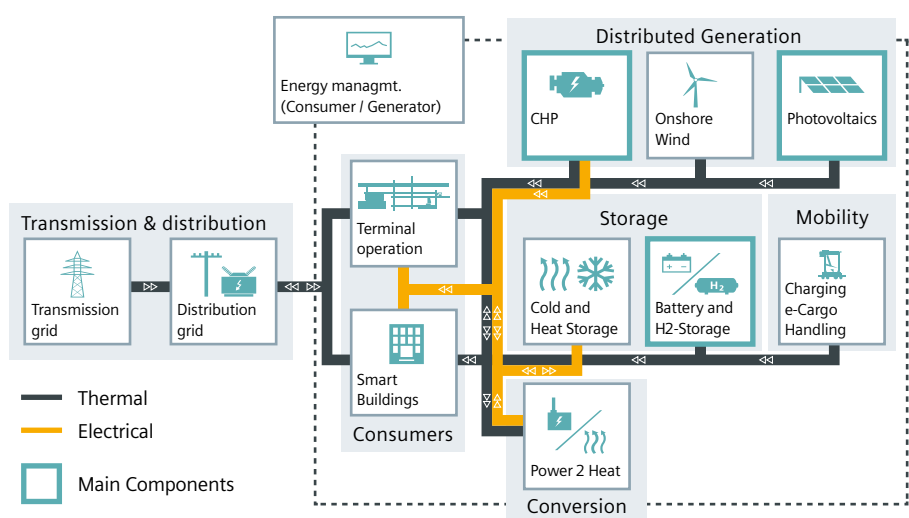 Distributed Generation
Energy managmt.
(Consumer / Generator)
CHP
Onshore
Wind
Photovoltaics
Transmission & distribution
Transmission
grid
Distribution
grid
Terminal
operation
Smart
Buildings
Consumers
Storage
Cold and
Heat Storage
Battery and
H2-Storage
H2
Mobility
Charging
e-Cargo
Handling
Power 2 Heat
Conversion
Thermal
Electrical
Main Components